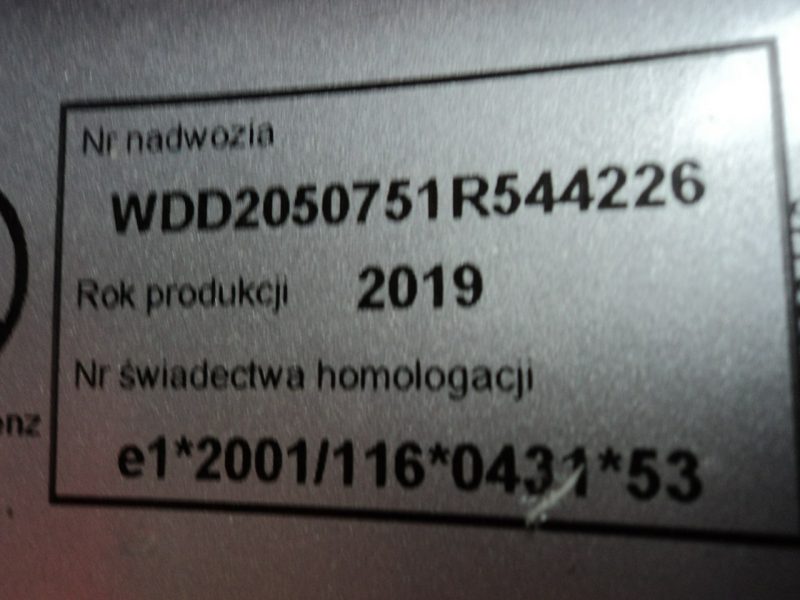 Nr nadwozia
WDD2050751R544226
Rok produkcji 2019
Nr świadectwa homologacji
enz
e1*2001/116*0431*53